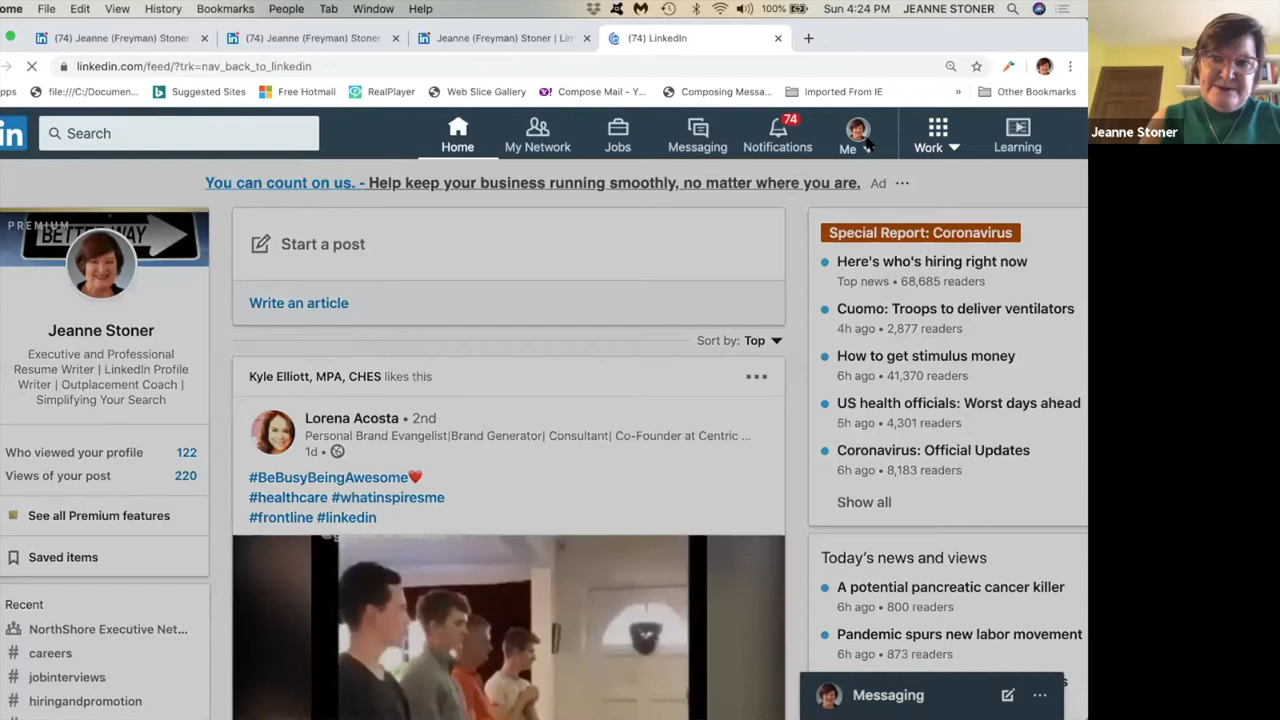 ome File Edit View History Bookmarks People Tab Window Help 100% Sun 4:24 PM JEANNE STONER
(74) Jeanne (Freyman) Stoner (74) Jeanne (Freyman) Stoner Jeanne (Freyman) Stoner | Lin (74) LinkedIn
linkedin.com/feed/?trk=nav_back_to_linkedin
pps file:///C:/Documen... Suggested Sites Free Hotmail RealPlayer Web Slice Gallery Compose Mail - Y... Composing Messa... Imported From IE » Other Bookmarks
Jeanne Stoner
in Search
74
Home My Network Jobs Messaging Notifications Me Work Learning
You can count on us. - Help keep your business running smoothly, no matter where you are. Ad
PREMIUM
BETTER WAY
Jeanne Stoner
Executive and Professional
Resume Writer | LinkedIn Profile
Writer | Outplacement Coach |
Simplifying Your Search
Who viewed your profile 122
Views of your post 220
See all Premium features
Saved items
Recent
NorthShore Executive Net...
# careers
# jobinterviews
# hiringandpromotion
Start a post
Write an article
Sort by: Top
Kyle Elliott, MPA, CHES likes this
Lorena Acosta • 2nd
Personal Brand Evangelist|Brand Generator| Consultant| Co-Founder at Centric ...
1d •
#BeBusyBeingAwesome❤️
#healthcare #whatinspiresme
#frontline #linkedin
Special Report: Coronavirus
Here's who's hiring right now
Top news • 68,685 readers
Cuomo: Troops to deliver ventilators
4h ago • 2,877 readers
How to get stimulus money
6h ago • 41,370 readers
US health officials: Worst days ahead
5h ago • 4,301 readers
Coronavirus: Official Updates
6h ago • 8,183 readers
Show all
Today's news and views
A potential pancreatic cancer killer
6h ago • 800 readers
Pandemic spurs new labor movement
6h ago • 873 readers
Messaging